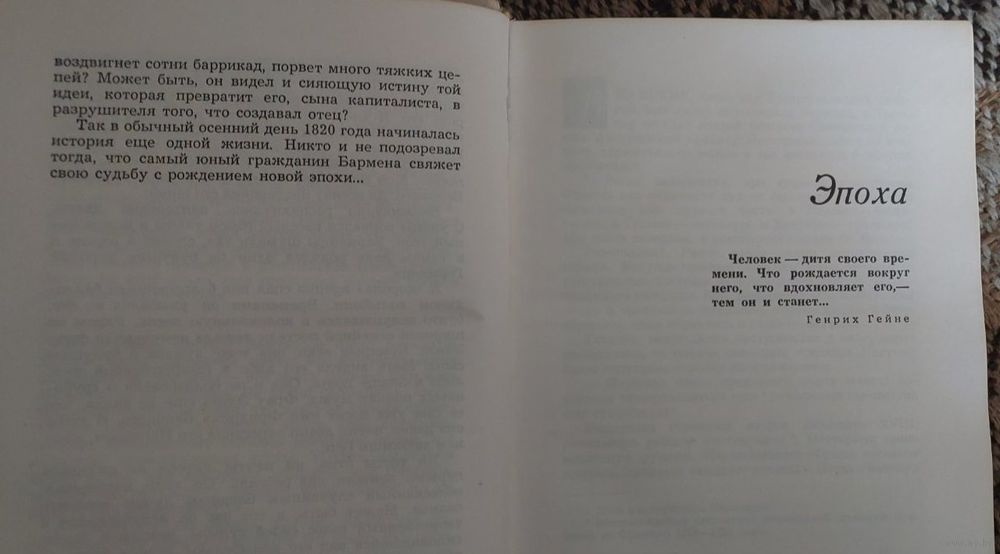 воздвигнет сотни баррикад, порвет много тяжких це-
пей? Может быть, он видел и сияющую истину той
идеи, которая превратит его, сына капиталиста, в
разрушителя того, что создавал отец?
Так в обычный осенний день 1820 года начиналась
история еще одной жизни. Никто и не подозревал
тогда, что самый юный гражданин Бармена свяжет
свою судьбу с рождением новой эпохи...
Эпоха
Человек — дитя своего вре-
мени. Что рождается вокруг
него, что вдохновляет его,—
тем он и станет...
Генрих Гейне